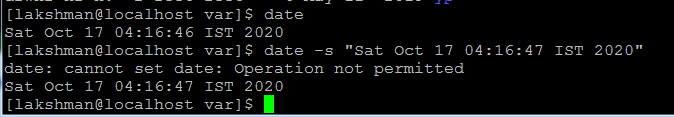 [lakshman@localhost var]$ date
Sat Oct 17 04:16:46 IST 2020
[lakshman@localhost var]$ date -s "Sat Oct 17 04:16:47 IST 2020"
date: cannot set date: Operation not permitted
Sat Oct 17 04:16:47 IST 2020
[lakshman@localhost var]$